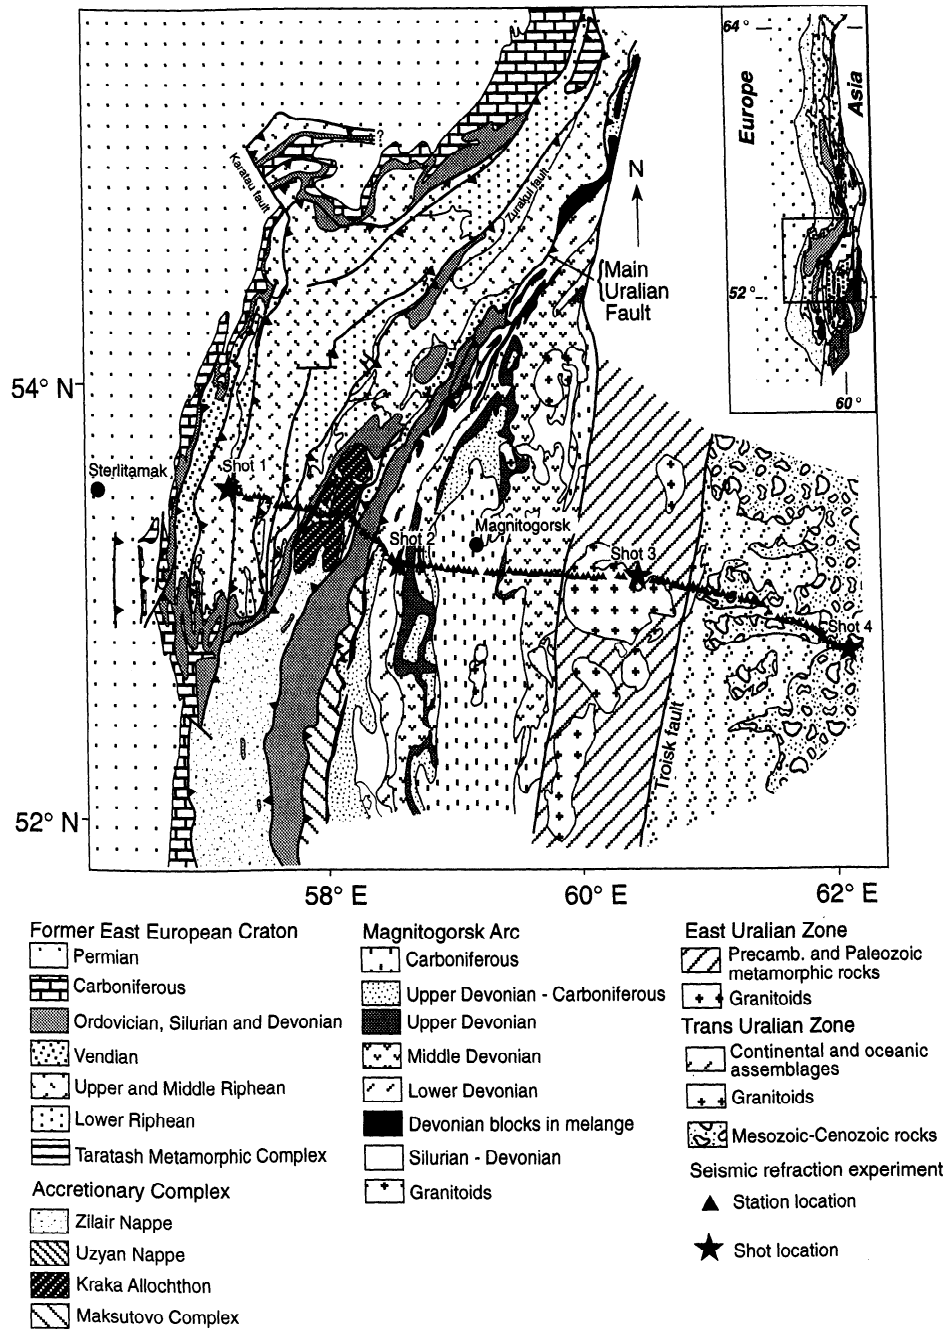 64°
Europe
Asia
52°
60°
Karatau fault
?
Zyrakul fault
N
Main
Uralian
Fault
54° N
Sterlitamak
Shot 1
Shot 2
Magnitogorsk
Shot 3
Shot 4
Troisk fault
52° N
58° E
60° E
62° E
Former East European Craton
Permian
Carboniferous
Ordovician, Silurian and Devonian
Vendian
Upper and Middle Riphean
Lower Riphean
Taratash Metamorphic Complex
Accretionary Complex
Zilair Nappe
Uzyan Nappe
Kraka Allochthon
Maksutovo Complex
Magnitogorsk Arc
Carboniferous
Upper Devonian - Carboniferous
Upper Devonian
Middle Devonian
Lower Devonian
Devonian blocks in melange
Silurian - Devonian
Granitoids
East Uralian Zone
Precamb. and Paleozoic
metamorphic rocks
Granitoids
Trans Uralian Zone
Continental and oceanic
assemblages
Granitoids
Mesozoic-Cenozoic rocks
Seismic refraction experiment
Station location
Shot location